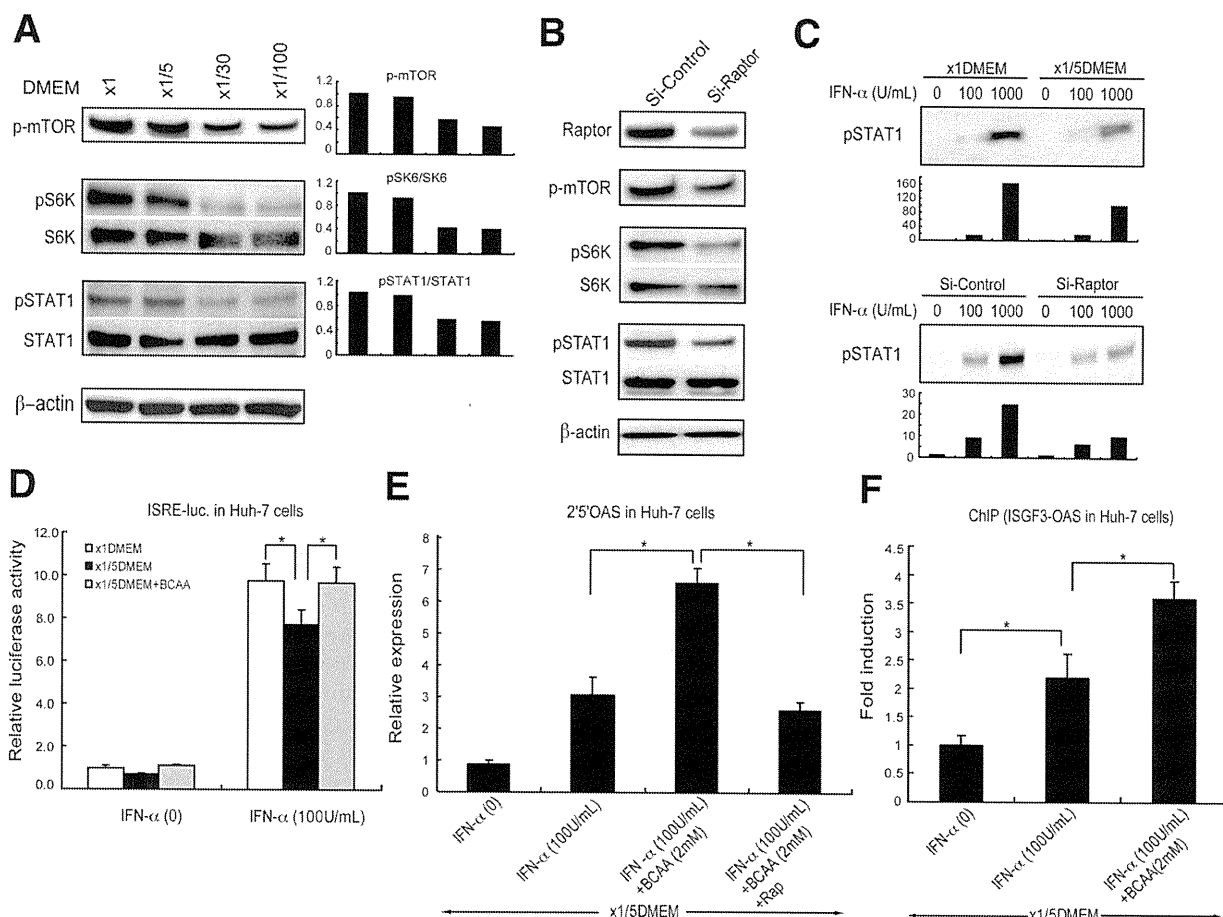 A
DMEM x1 x1/5 x1/30 x1/100
p-mTOR
pS6K
S6K
pSTAT1
STAT1
β-actin
p-mTOR
1.2
0.8
0.4
0
pSK6/SK6
1.2
0.8
0.4
0
pSTAT1/STAT1
1.2
0.8
0.4
0
B
Si-Control Si-Raptor
Raptor
p-mTOR
pS6K
S6K
pSTAT1
STAT1
β-actin
C
x1DMEM x1/5DMEM
IFN-α (U/mL) 0 100 1000 0 100 1000
pSTAT1
160
120
80
40
0
Si-Control Si-Raptor
IFN-α (U/mL) 0 100 1000 0 100 1000
pSTAT1
30
20
10
0
D
ISRE-luc. in Huh-7 cells
Relative luciferase activity
12.0
10.0
8.0
6.0
4.0
2.0
0.0
x1DMEM
x1/5DMEM
x1/5DMEM+BCAA
* *
IFN-α (0) IFN-α (100U/mL)
E
2'5'OAS in Huh-7 cells
Relative expression
8
7
6
5
4
3
2
1
0
* *
IFN-α (0)
IFN-α (100U/mL)
IFN -α (100U/mL)
+BCAA (2mM)
IFN-α (100U/mL)
+BCAA (2mM)
+Rap
x1/5DMEM
F
ChIP (ISGF3-OAS in Huh-7 cells)
Fold induction
4.5
4
3.5
3
2.5
2
1.5
1
0.5
0
* *
IFN-α (0)
IFN-α (100U/mL)
IFN-α (100U/mL)
+BCAA(2mM)
x1/5DMEM